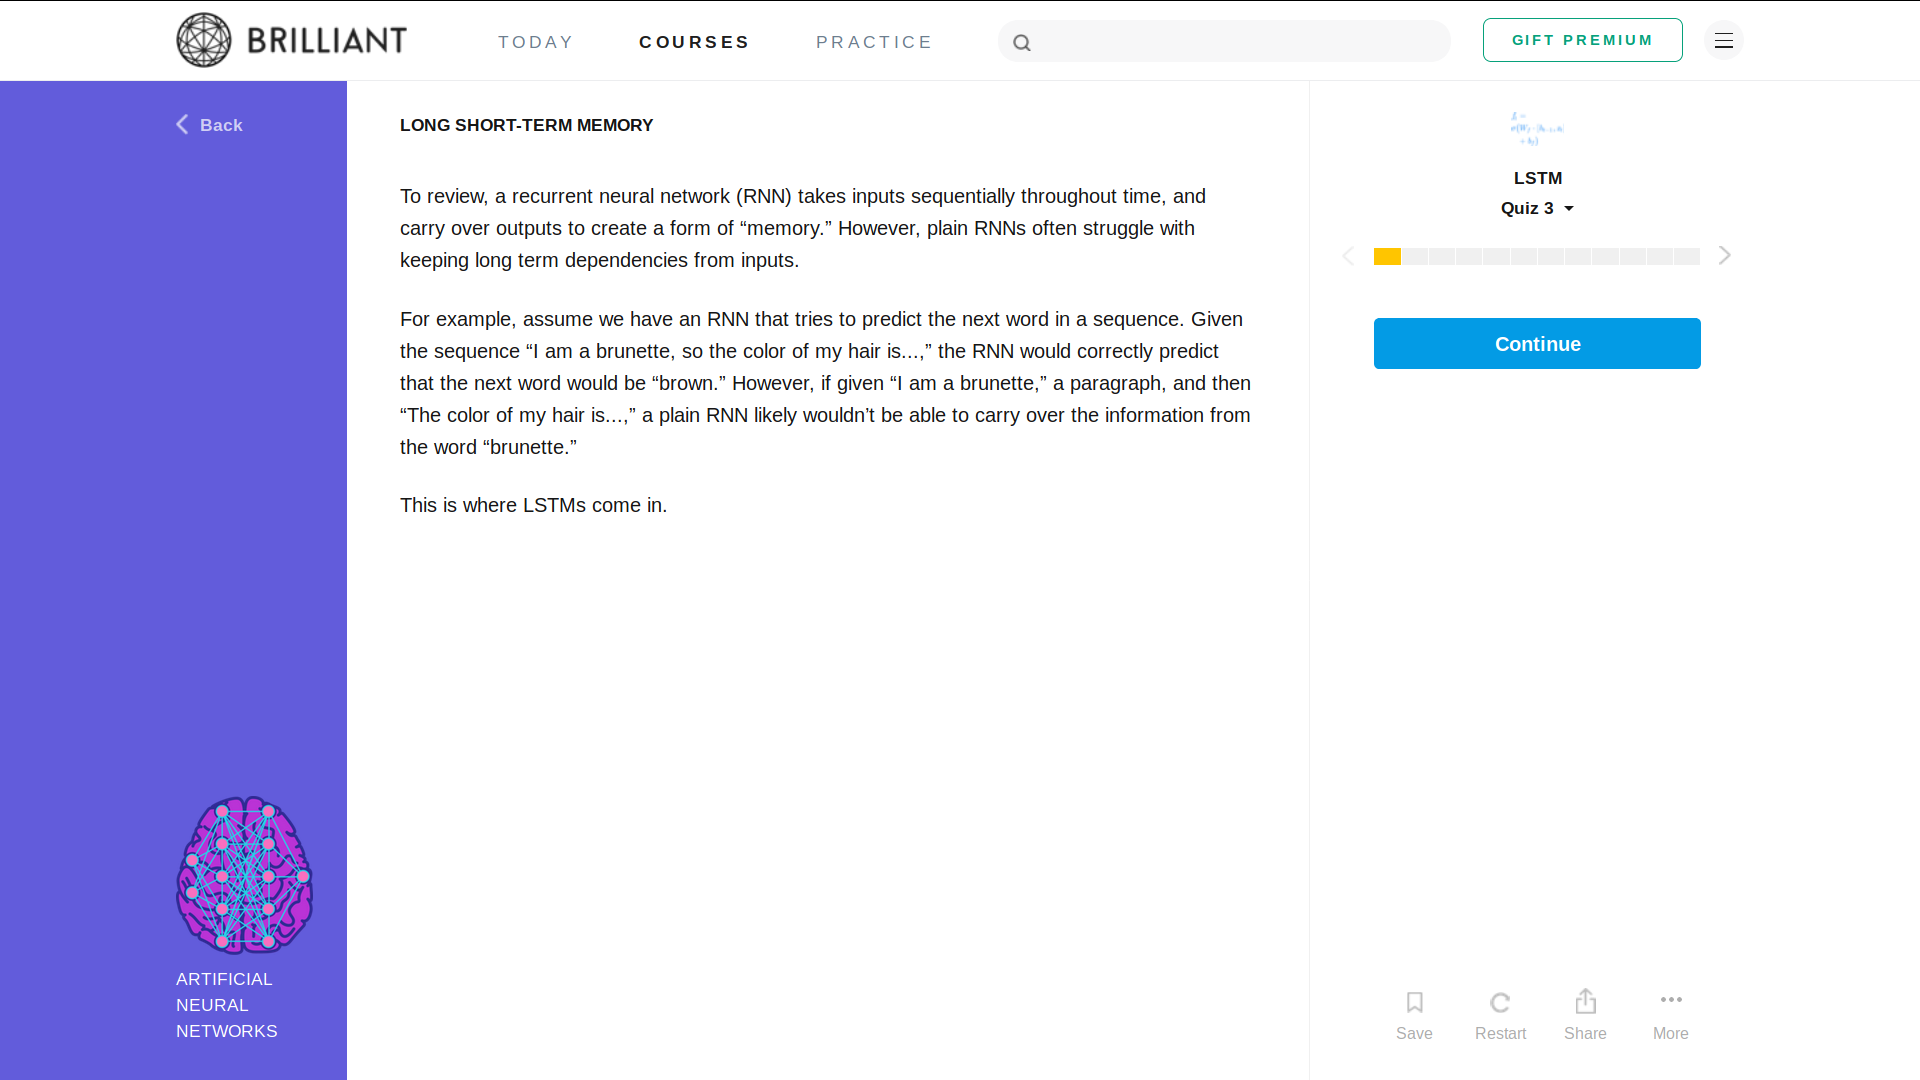 BRILLIANT
TODAY
COURSES
PRACTICE
GIFT PREMIUM
Back
LONG SHORT-TERM MEMORY
To review, a recurrent neural network (RNN) takes inputs sequentially throughout time, and
carry over outputs to create a form of “memory.” However, plain RNNs often struggle with
keeping long term dependencies from inputs.
For example, assume we have an RNN that tries to predict the next word in a sequence. Given
the sequence “I am a brunette, so the color of my hair is...,” the RNN would correctly predict
that the next word would be “brown.” However, if given “I am a brunette,” a paragraph, and then
“The color of my hair is...,” a plain RNN likely wouldn’t be able to carry over the information from
the word “brunette.”
This is where LSTMs come in.
LSTM
Quiz 3
Continue
ARTIFICIAL
NEURAL
NETWORKS
Save
Restart
Share
More